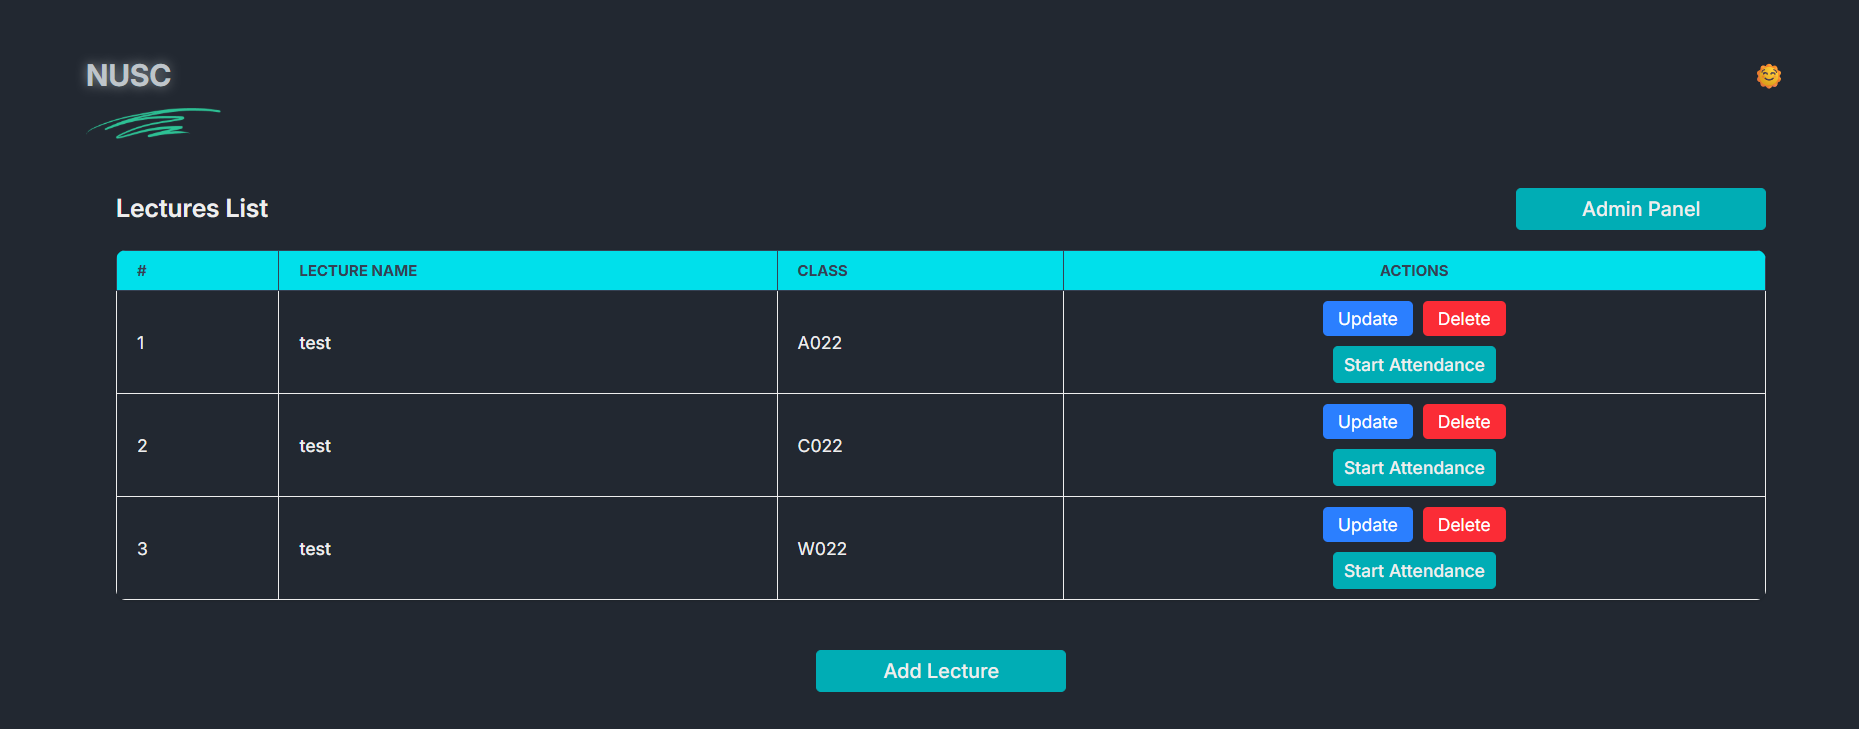 NUSC
Lectures List
Admin Panel
# LECTURE NAME CLASS ACTIONS
1 test A022 Update Delete
Start Attendance
2 test C022 Update Delete
Start Attendance
3 test W022 Update Delete
Start Attendance
Add Lecture